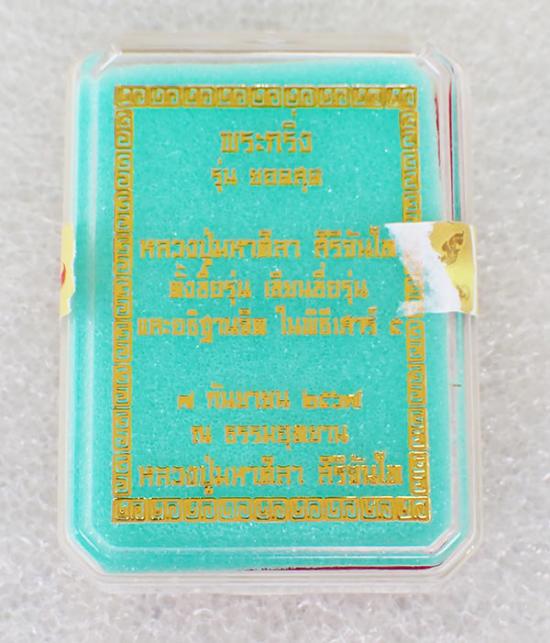 พระกริ่ง
รุ่น ยอดสุด
หลวงปู่มหาศิลา สิริจันโท
ตั้งชื่อรุ่น เขียนชื่อรุ่น
และอธิฐานจิต ในพิธีเสาร์ ๕
๗ กันยายน ๒๕๖๗
ณ ธรรมอุทยาน
หลวงปู่มหาศิลา สิริจันโท